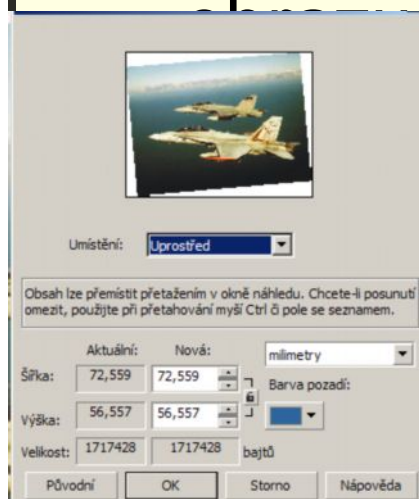 Umístění: Uprostřed
Obsah lze přemístit přetažením v okně náhledu. Chcete-li posunutí
omezit, použijte při přetahování myší Ctrl či pole se seznamem.
Aktuální: Nová: milimetry
Šířka: 72,559 72,559 Barva pozadí:
Výška: 56,557 56,557
Velikost: 1717428 1717428 bajtů
Původní OK Storno Nápověda